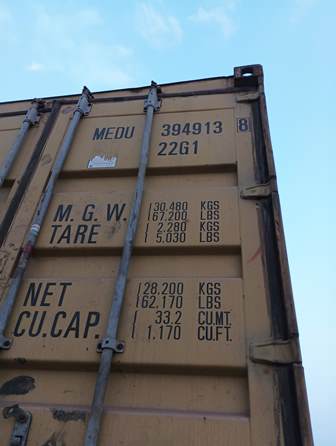 MEDU 394913 8
22G1
M.G.W. 30,480 KGS
67,200 LBS
TARE 2,280 KGS
5,030 LBS
NET 28,200 KGS
62,170 LBS
CU.CAP. 33.2 CU.MT.
1,170 CU.FT.